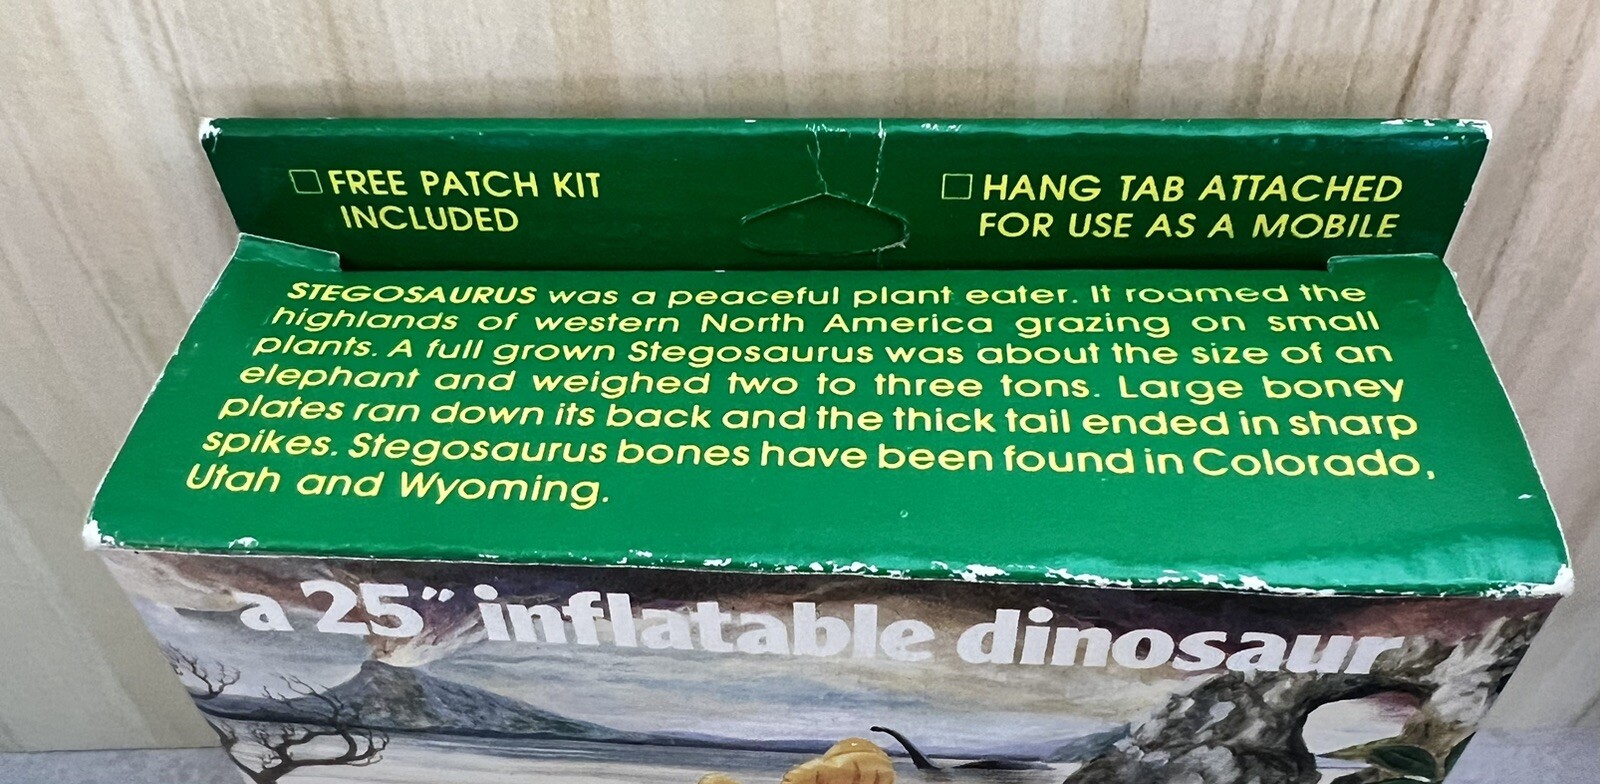 FREE PATCH KIT
INCLUDED
HANG TAB ATTACHED
FOR USE AS A MOBILE
STEGOSAURUS was a peaceful plant eater. It roamed the
highlands of western North America grazing on small
plants. A full grown Stegosaurus was about the size of an
elephant and weighed two to three tons. Large boney
plates ran down its back and the thick tail ended in sharp
spikes. Stegosaurus bones have been found in Colorado,
Utah and Wyoming.
a 25" inflatable dinosaur